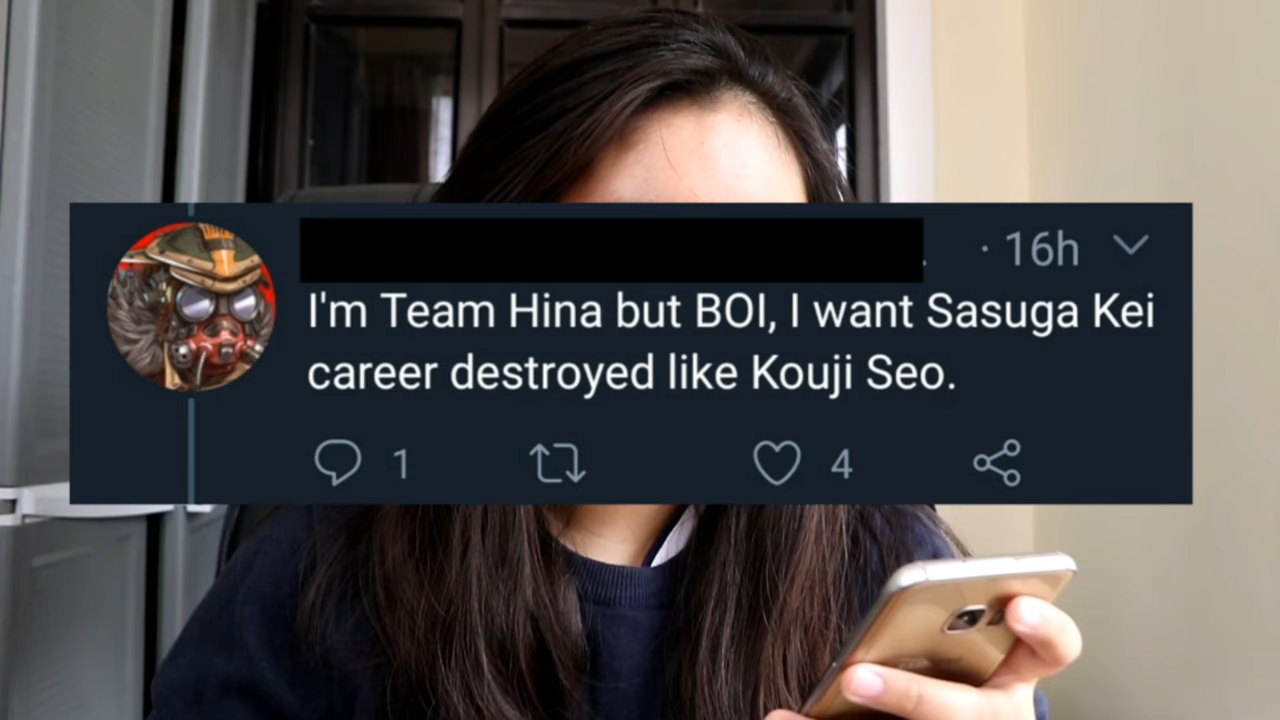 · 16h
I'm Team Hina but BOI, I want Sasuga Kei
career destroyed like Kouji Seo.
1 4